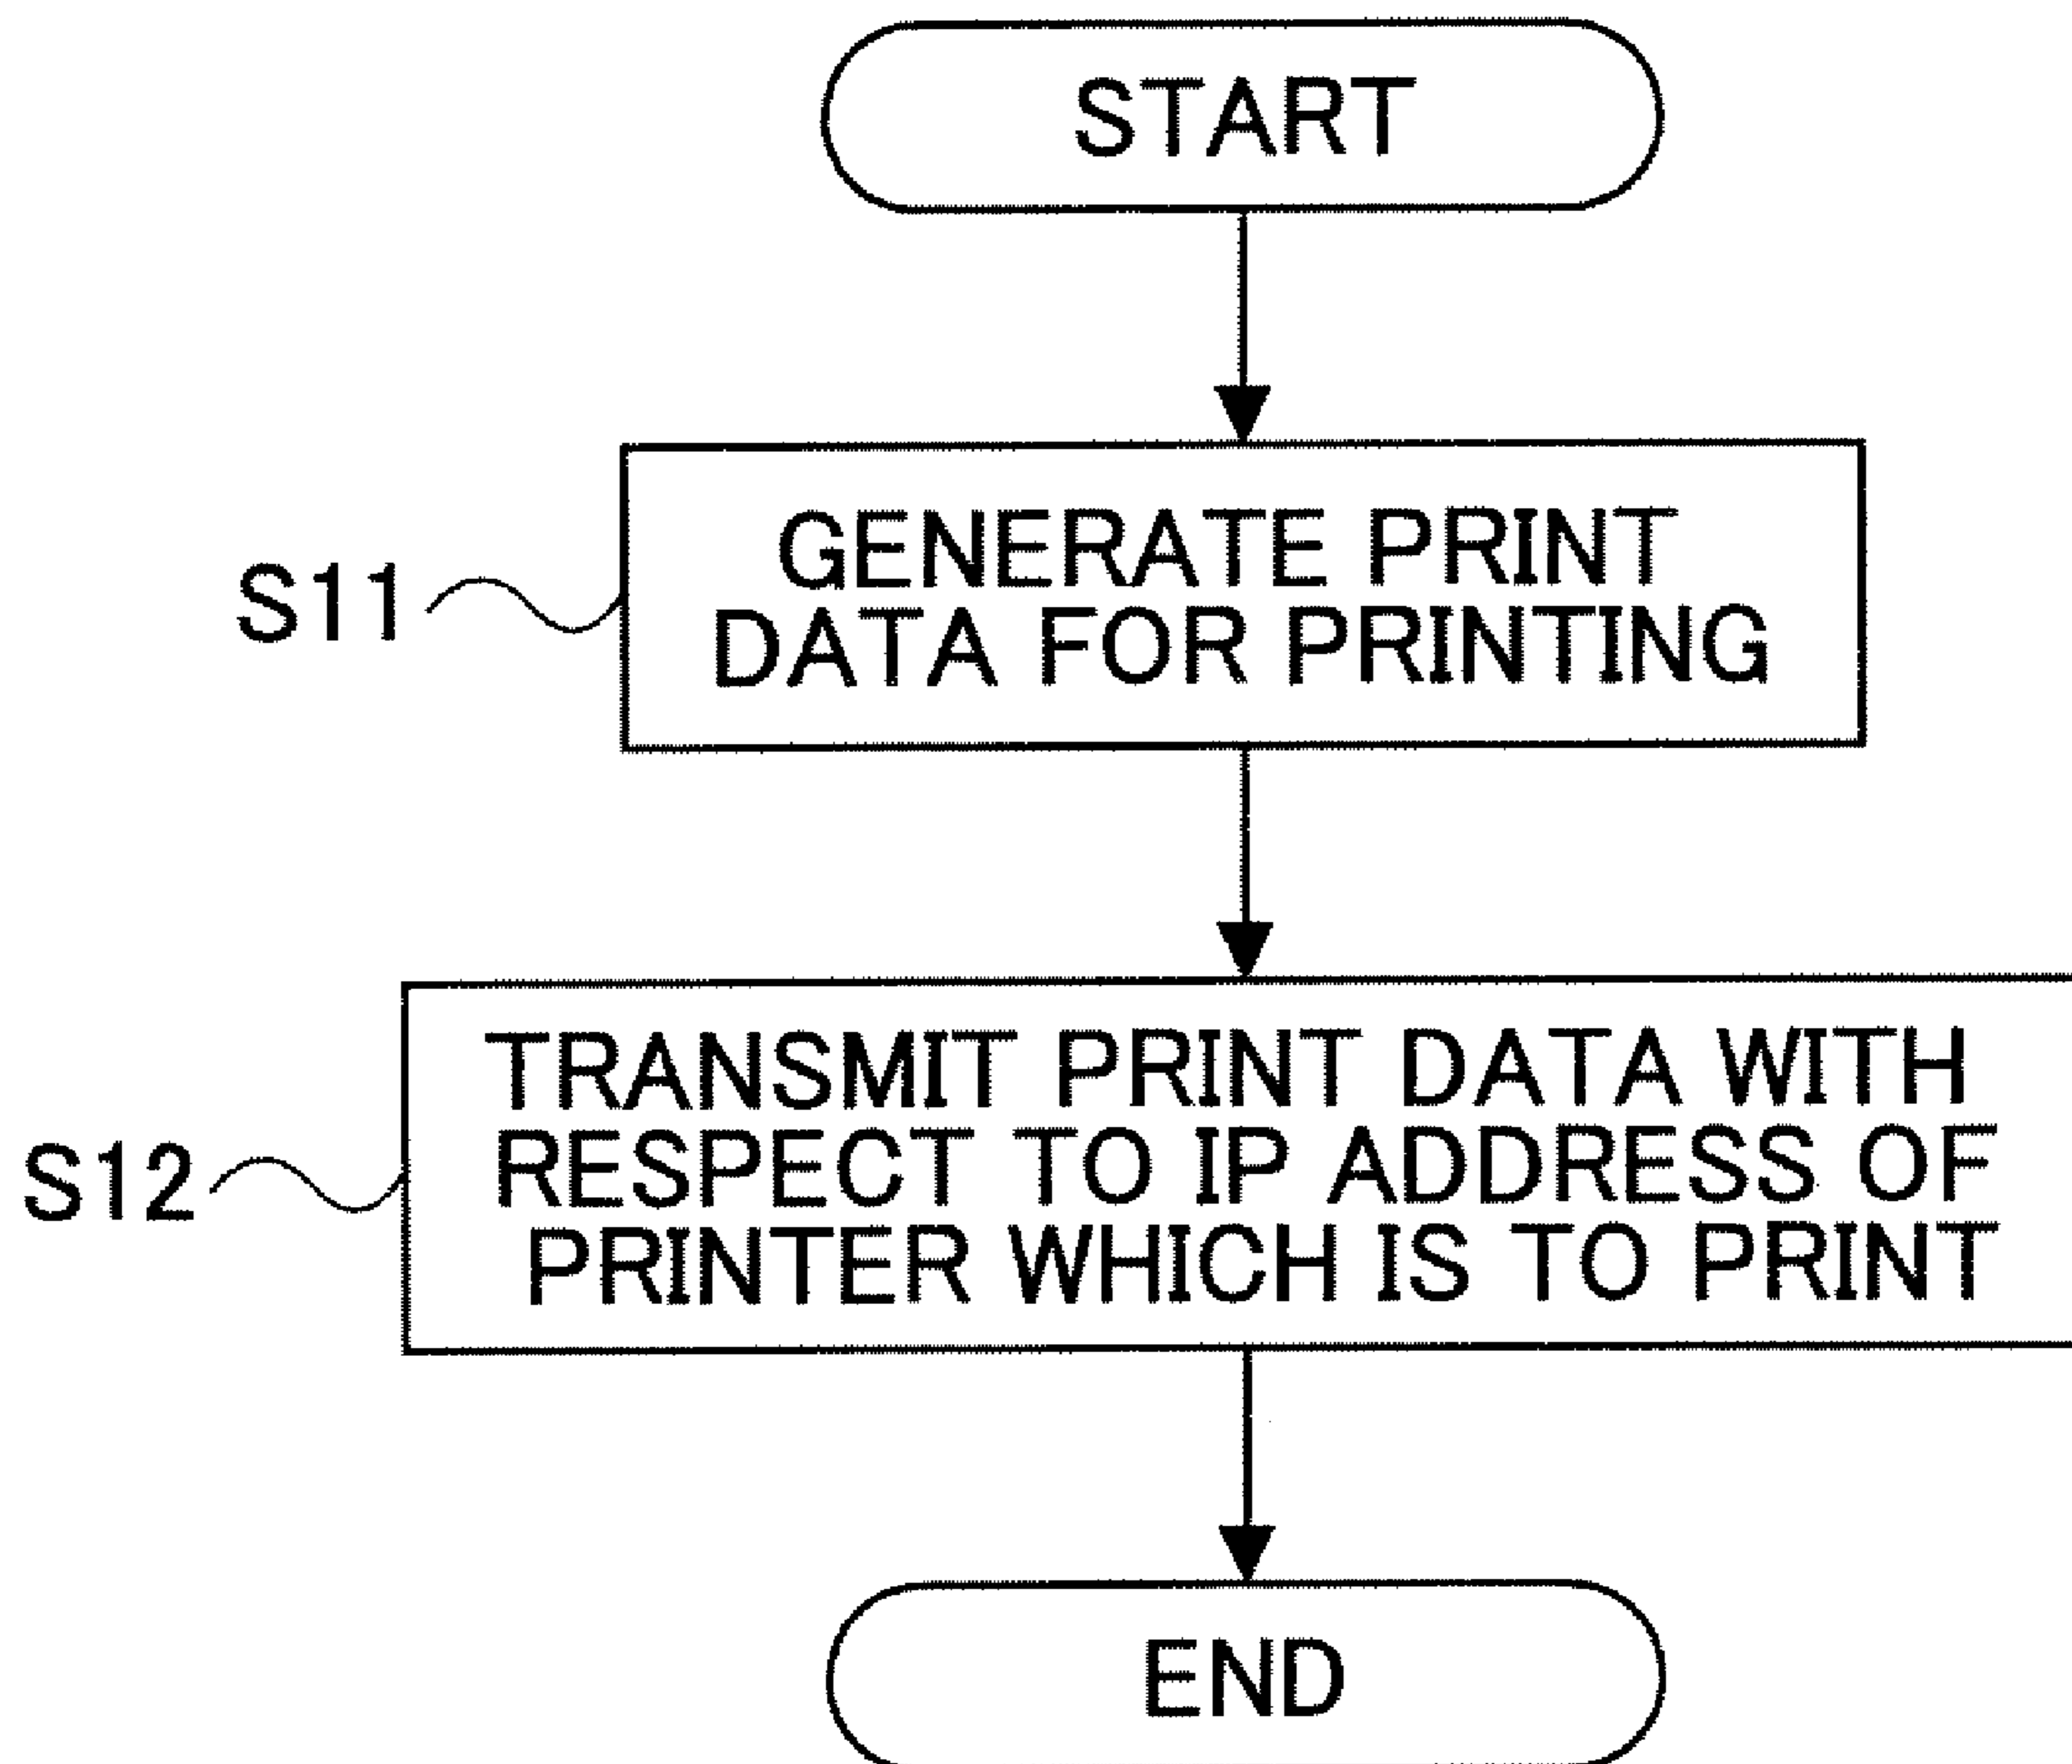 START
S11
GENERATE PRINT
DATA FOR PRINTING
S12
TRANSMIT PRINT DATA WITH
RESPECT TO IP ADDRESS OF
PRINTER WHICH IS TO PRINT
END